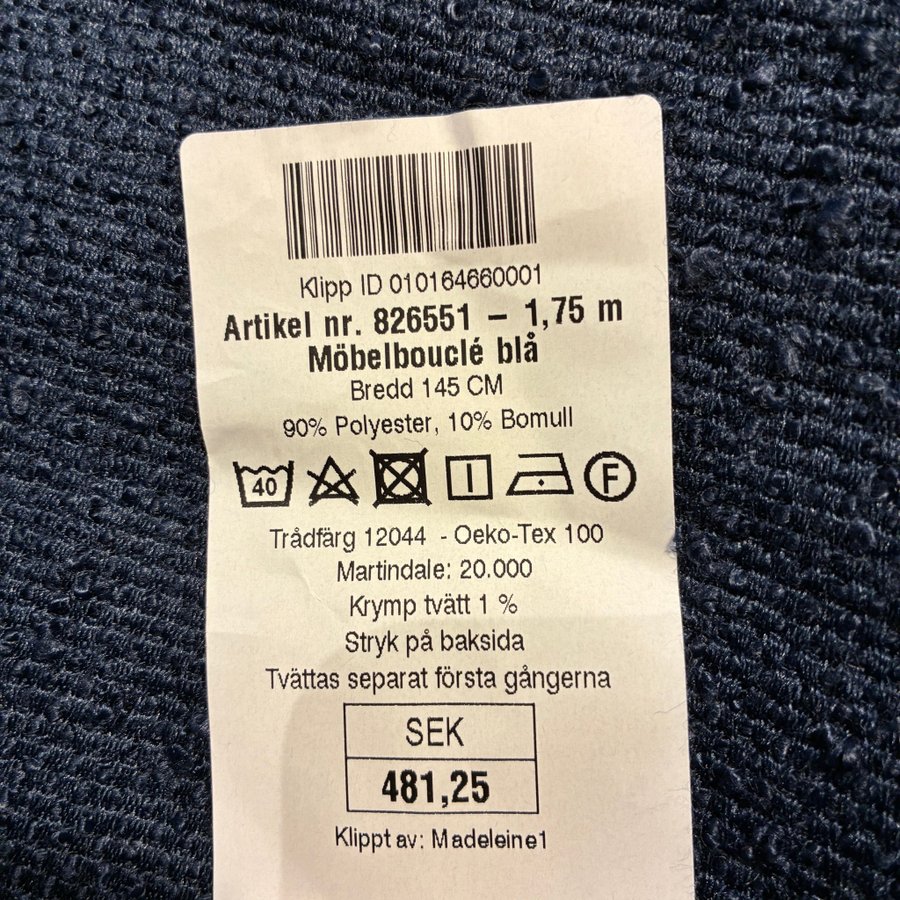 Klipp ID 010164660001
Artikel nr. 826551 – 1,75 m
Möbelbouclé blå
Bredd 145 CM
90% Polyester, 10% Bomull
40 F
Trådfärg 12044 - Oeko-Tex 100
Martindale: 20.000
Krymp tvätt 1 %
Stryk på baksida
Tvättas separat första gångerna
SEK
481,25
Klippt av: Madeleine1